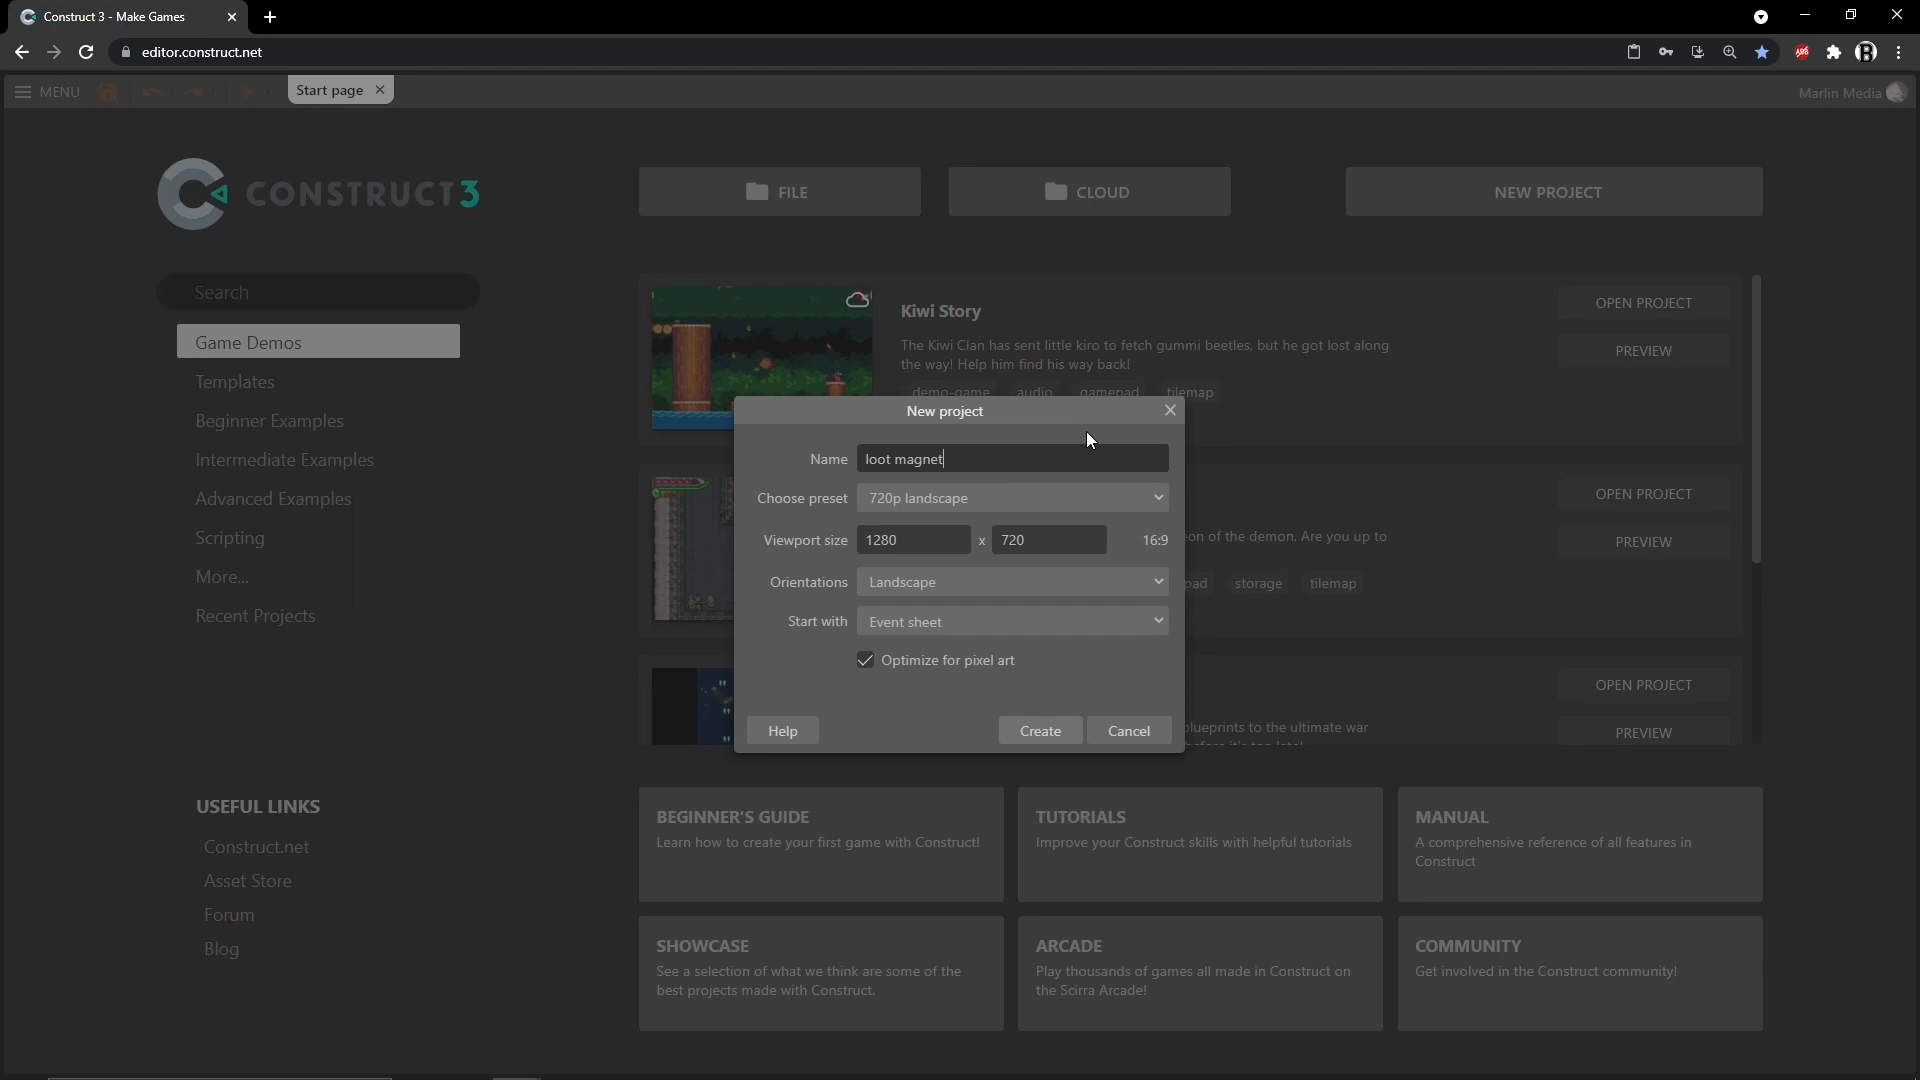 Construct 3 - Make Games
editor.construct.net
MENU
Start page
Marlin Media
CONSTRUCT 3
FILE
CLOUD
NEW PROJECT
Search
Game Demos
Templates
Beginner Examples
Intermediate Examples
Advanced Examples
Scripting
More...
Recent Projects
Kiwi Story
The Kiwi Clan has sent little kiro to fetch gummi beetles, but he got lost along
the way! Help him find his way back!
demo-game audio gamepad tilemap
OPEN PROJECT
PREVIEW
New project
Name loot magnet
Choose preset 720p landscape
Viewport size 1280 x 720 16:9
Orientations Landscape
Start with Event sheet
Optimize for pixel art
Help Create Cancel
OPEN PROJECT
on of the demon. Are you up to
PREVIEW
pad storage tilemap
OPEN PROJECT
blueprints to the ultimate war
PREVIEW
USEFUL LINKS
Construct.net
Asset Store
Forum
Blog
BEGINNER'S GUIDE
Learn how to create your first game with Construct!
TUTORIALS
Improve your Construct skills with helpful tutorials
MANUAL
A comprehensive reference of all features in
Construct
SHOWCASE
See a selection of what we think are some of the
best projects made with Construct.
ARCADE
Play thousands of games all made in Construct on
the Scirra Arcade!
COMMUNITY
Get involved in the Construct community!